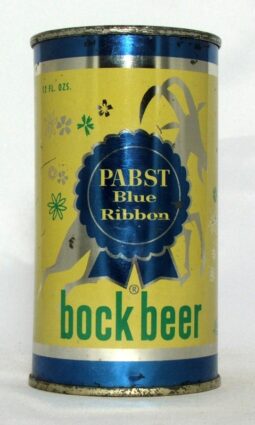 12 FL. OZS.
PABST
Blue
Ribbon
®
bock beer